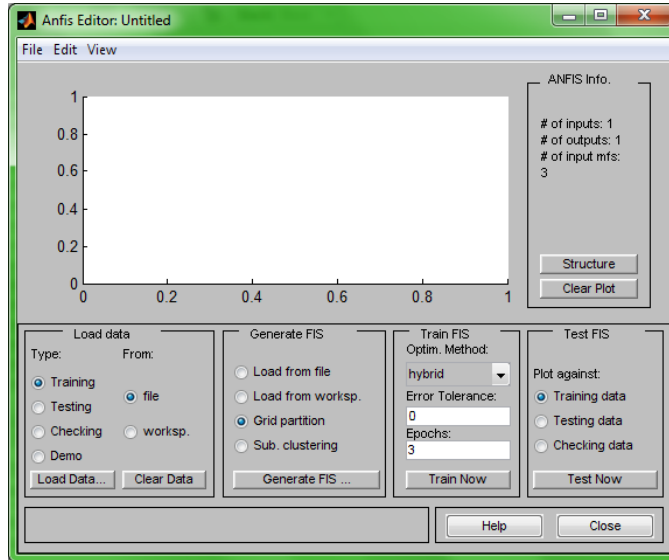 Anfis Editor: Untitled
File Edit View
ANFIS Info.
# of inputs: 1
# of outputs: 1
# of input mfs:
3
Structure
Clear Plot
1
0.8
0.6
0.4
0.2
0
0 0.2 0.4 0.6 0.8 1
Load data
Type: From:
Training
Testing
Checking
Demo
file
worksp.
Load Data... Clear Data
Generate FIS
Load from file
Load from worksp.
Grid partition
Sub. clustering
Generate FIS ...
Train FIS
Optim. Method:
hybrid
Error Tolerance:
0
Epochs:
3
Train Now
Test FIS
Plot against:
Training data
Testing data
Checking data
Test Now
Help Close